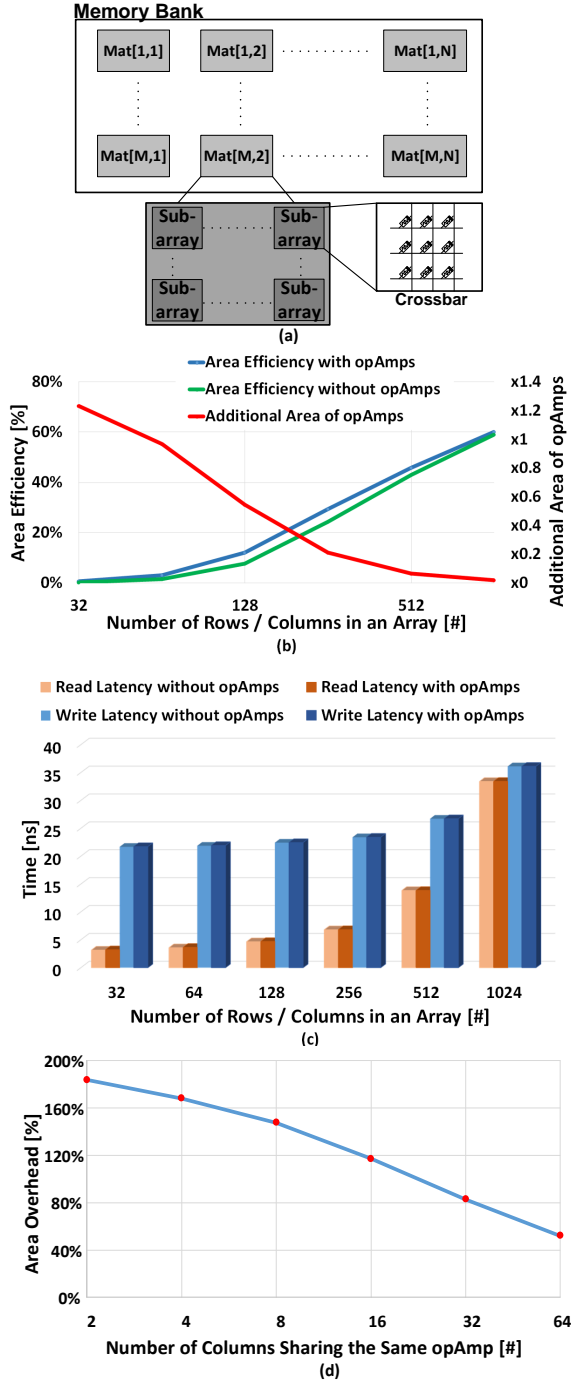 Memory Bank
Mat[1,1] Mat[1,2] Mat[1,N]
Mat[M,1] Mat[M,2] Mat[M,N]
Sub-
array
Sub-
array
Sub-
array
Sub-
array
Crossbar
(a)
Area Efficiency with opAmps
Area Efficiency without opAmps
Additional Area of opAmps
80%
60%
40%
20%
0%
Area Efficiency [%]
x1.4
x1.2
x1
x0.8
x0.6
x0.4
x0.2
x0
Additional Area of opAmps
32 128 512
Number of Rows / Columns in an Array [#]
(b)
Read Latency without opAmps Read Latency with opAmps
Write Latency without opAmps Write Latency with opAmps
40
35
30
25
20
15
10
5
0
Time [ns]
32 64 128 256 512 1024
Number of Rows / Columns in an Array [#]
(c)
200%
160%
120%
80%
40%
0%
Area Overhead [%]
2 4 8 16 32 64
Number of Columns Sharing the Same opAmp [#]
(d)